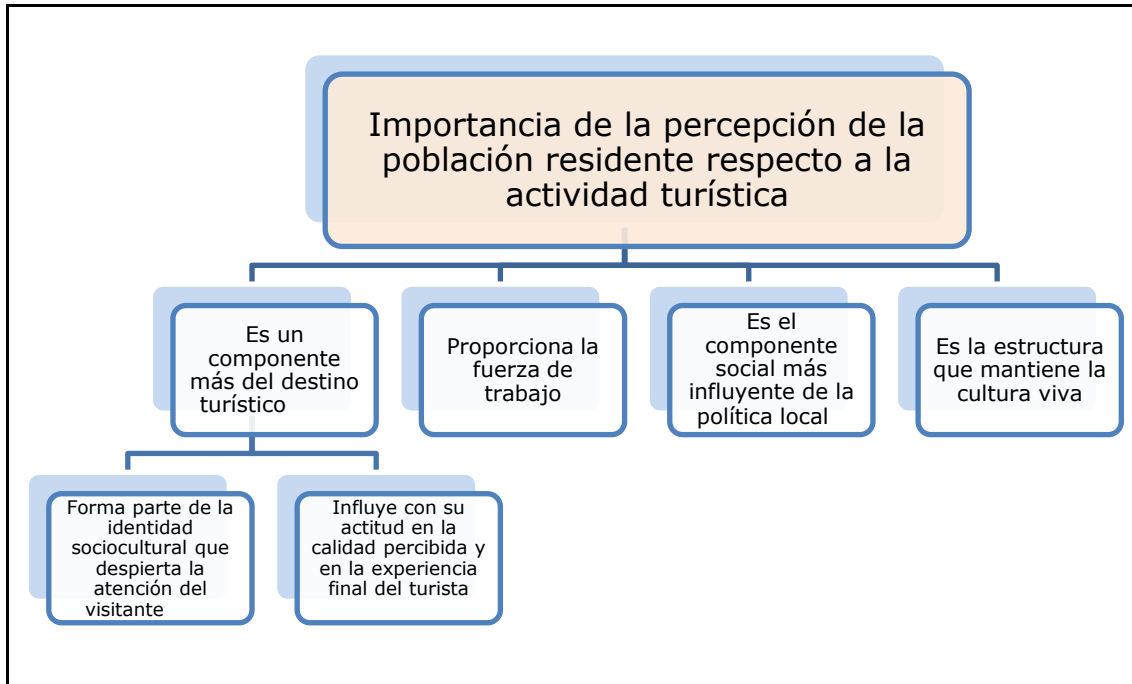 Importancia de la percepción de la
población residente respecto a la
actividad turística
Es un
componente
más del destino
turístico
Proporciona la
fuerza de
trabajo
Es el
componente
social más
influyente de la
política local
Es la estructura
que mantiene la
cultura viva
Forma parte de la
identidad
sociocultural que
despierta la
atención del
visitante
Influye con su
actitud en la
calidad percibida y
en la experiencia
final del turista